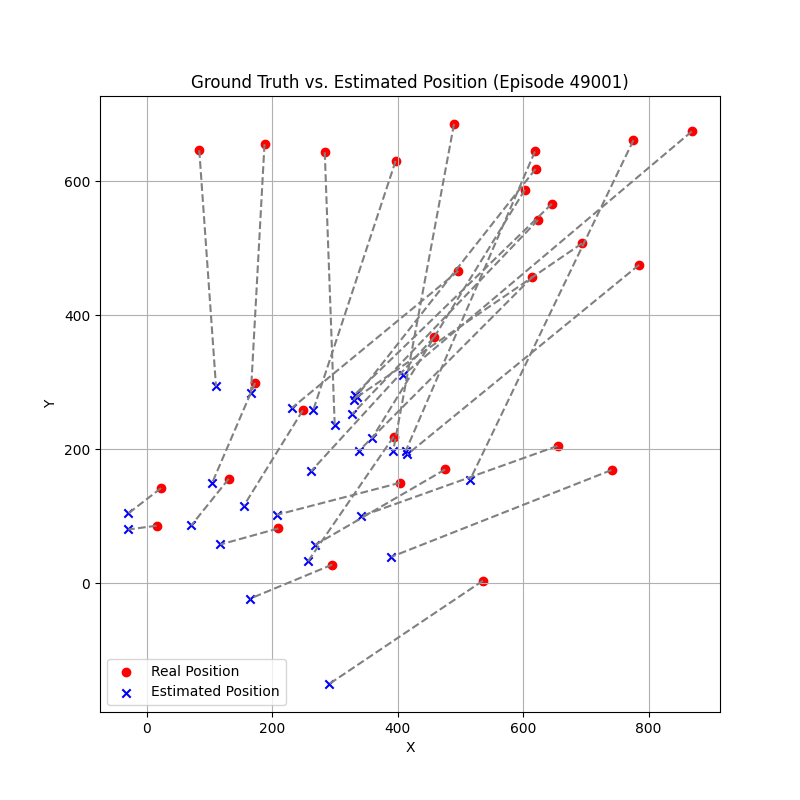 Ground Truth vs. Estimated Position (Episode 49001)
Y
600
400
200
0
Real Position
Estimated Position
0 200 400 600 800
X